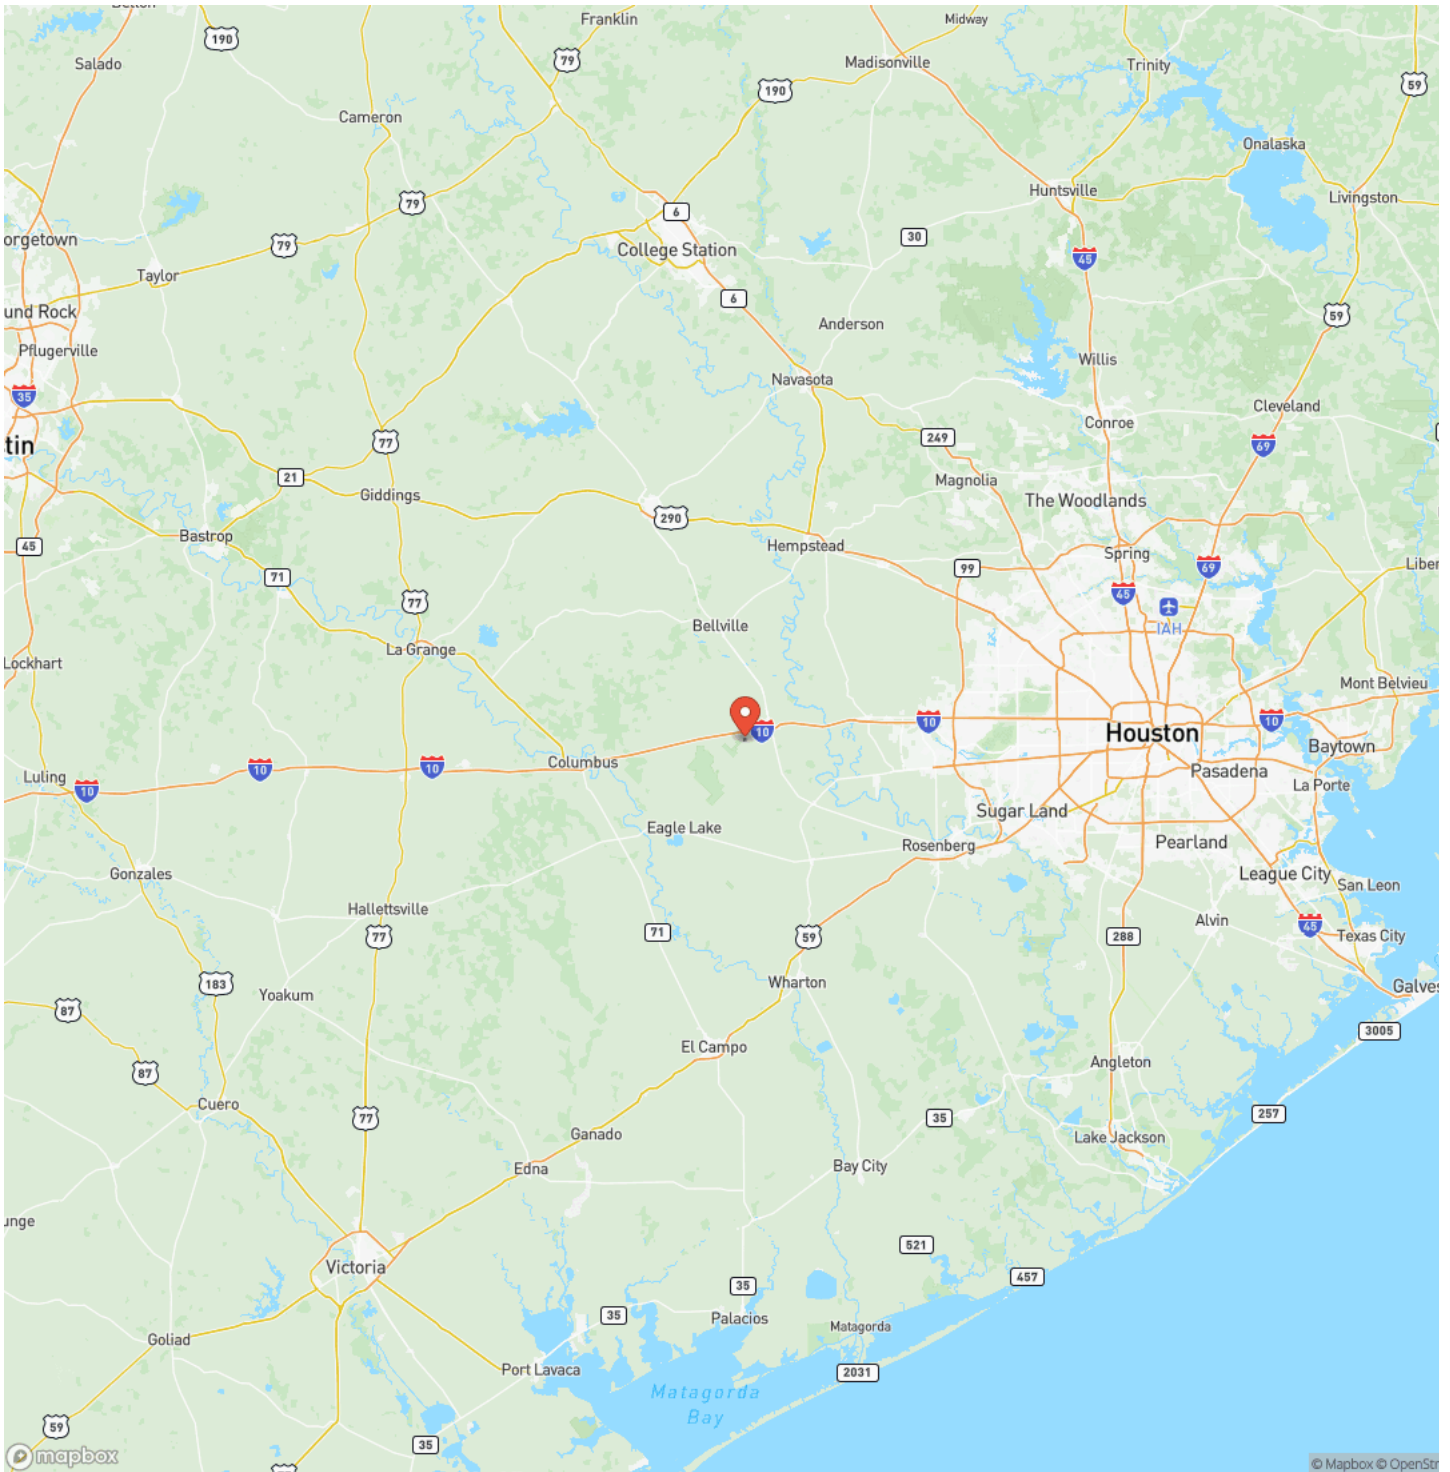 Belton
Franklin
Midway
190
79
Madisonville
Trinity
Salado
190
59
Cameron
Onalaska
79
Huntsville
Livingston
6
30
orgetown
79
College Station
45
Taylor
6
59
und Rock
Anderson
Pflugerville
Willis
Navasota
35
Cleveland
Conroe
77
249
69
tin
21
Magnolia
Giddings
The Woodlands
290
Bastrop
Hempstead
45
Spring
99
69
Liber
71
45
77
IAH
Bellville
La Grange
Lockhart
Mont Belvieu
10
10
10
Houston
Baytown
Columbus
10
10
Luling
10
Pasadena
La Porte
Sugar Land
Eagle Lake
Rosenberg
Pearland
Gonzales
League City
San Leon
Hallettsville
Alvin
71
59
77
288
45
Texas City
183
Wharton
Galves
Yoakum
87
3005
El Campo
Angleton
87
Cuero
77
35
257
Ganado
Lake Jackson
Edna
Bay City
unge
521
Victoria
457
35
35
Palacios
Matagorda
Goliad
Port Lavaca
2031
Matagorda
Bay
59
35
mapbox
© Mapbox © OpenStr